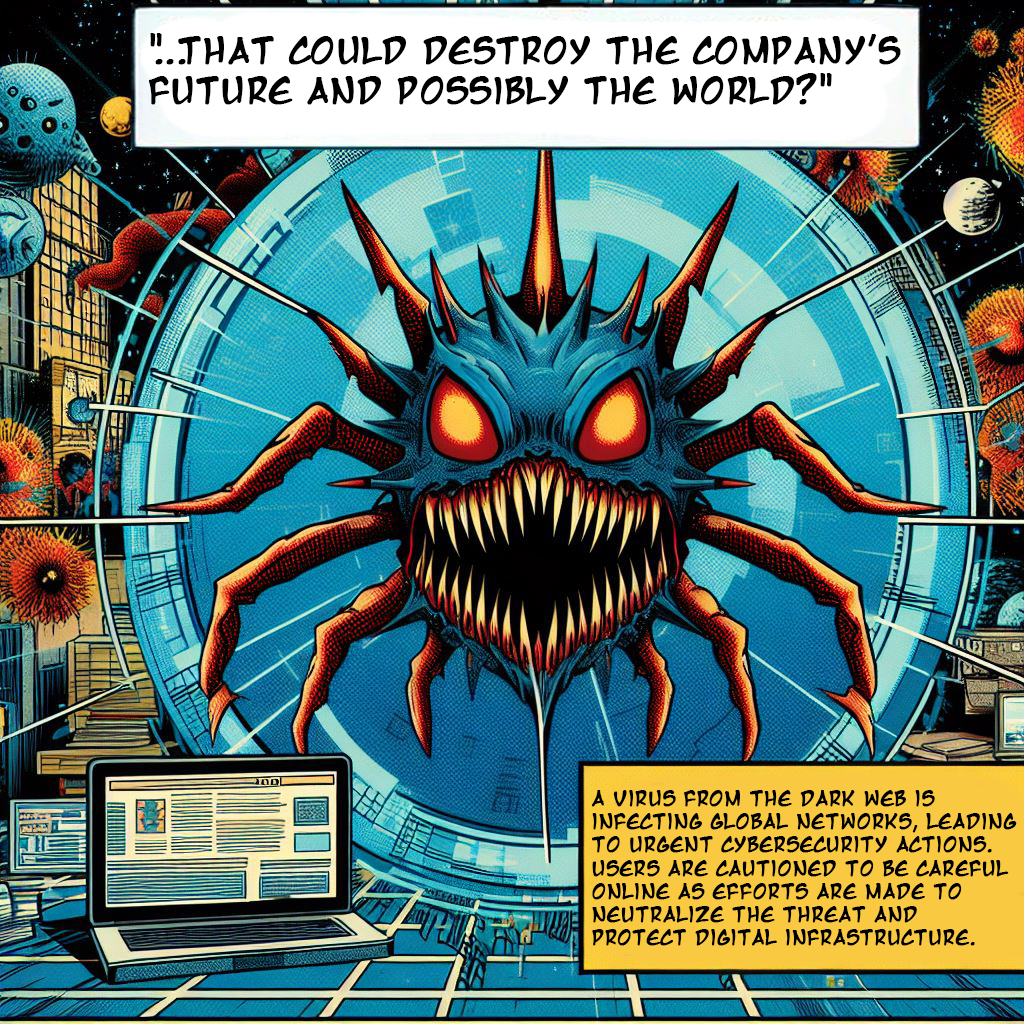 "...THAT COULD DESTROY THE COMPANY'S
FUTURE AND POSSIBLY THE WORLD?"
A VIRUS FROM THE DARK WEB IS
INFECTING GLOBAL NETWORKS, LEADING
TO URGENT CYBERSECURITY ACTIONS.
USERS ARE CAUTIONED TO BE CAREFUL
ONLINE AS EFFORTS ARE MADE TO
NEUTRALIZE THE THREAT AND
PROTECT DIGITAL INFRASTRUCTURE.